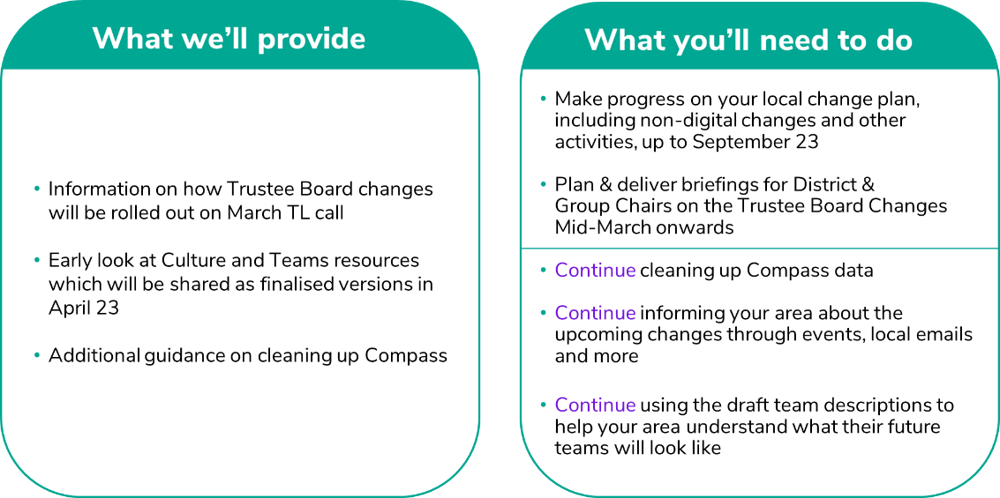 What we’ll provide
• Information on how Trustee Board changes
will be rolled out on March TL call
• Early look at Culture and Teams resources
which will be shared as finalised versions in
April 23
• Additional guidance on cleaning up Compass
What you’ll need to do
• Make progress on your local change plan,
including non-digital changes and other
activities, up to September 23
• Plan & deliver briefings for District &
Group Chairs on the Trustee Board Changes
Mid-March onwards
• Continue cleaning up Compass data
• Continue informing your area about the
upcoming changes through events, local emails
and more
• Continue using the draft team descriptions to
help your area understand what their future
teams will look like